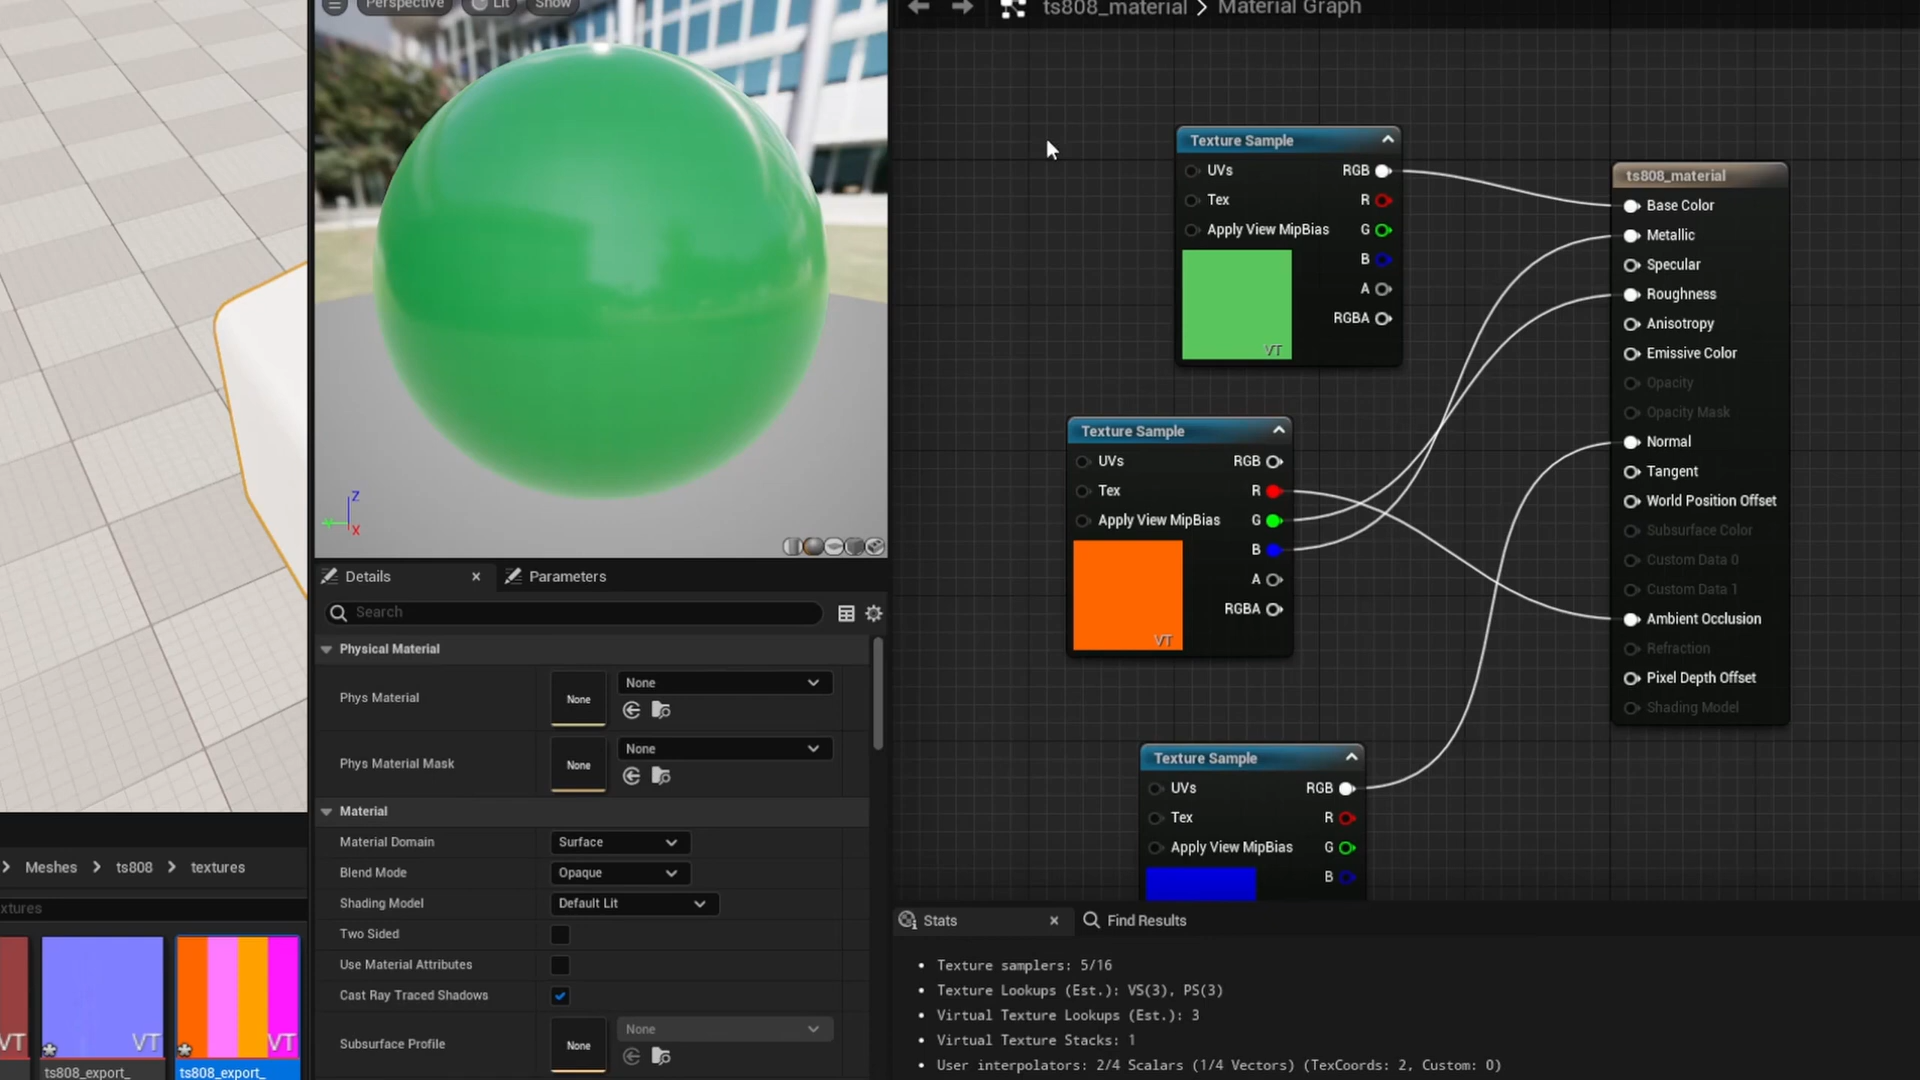 Perspective
Lit
Show
ts808_material > Material Graph
Texture Sample
UVs RGB
Tex R
Apply View MipBias G
B
A
RGBA
VT
ts808_material
Base Color
Metallic
Specular
Roughness
Anisotropy
Emissive Color
Opacity
Opacity Mask
Normal
Tangent
World Position Offset
Subsurface Color
Custom Data 0
Custom Data 1
Ambient Occlusion
Refraction
Pixel Depth Offset
Shading Model
Texture Sample
UVs RGB
Tex R
Apply View MipBias G
B
A
RGBA
VT
Texture Sample
UVs RGB
Tex R
Apply View MipBias G
B
Z
Y
X
Details
Parameters
Search
Physical Material
Phys Material None None
Phys Material Mask None None
Material
Material Domain Surface
Blend Mode Opaque
Shading Model Default Lit
Two Sided
Use Material Attributes
Cast Ray Traced Shadows
Subsurface Profile None None
> Meshes > ts808 > textures
xtures
VT VT VT
ts808_export_ ts808_export_
Stats
Find Results
• Texture samplers: 5/16
• Texture Lookups (Est.): VS(3), PS(3)
• Virtual Texture Lookups (Est.): 3
• Virtual Texture Stacks: 1
• User interpolators: 2/4 Scalars (1/4 Vectors) (TexCoords: 2, Custom: 0)